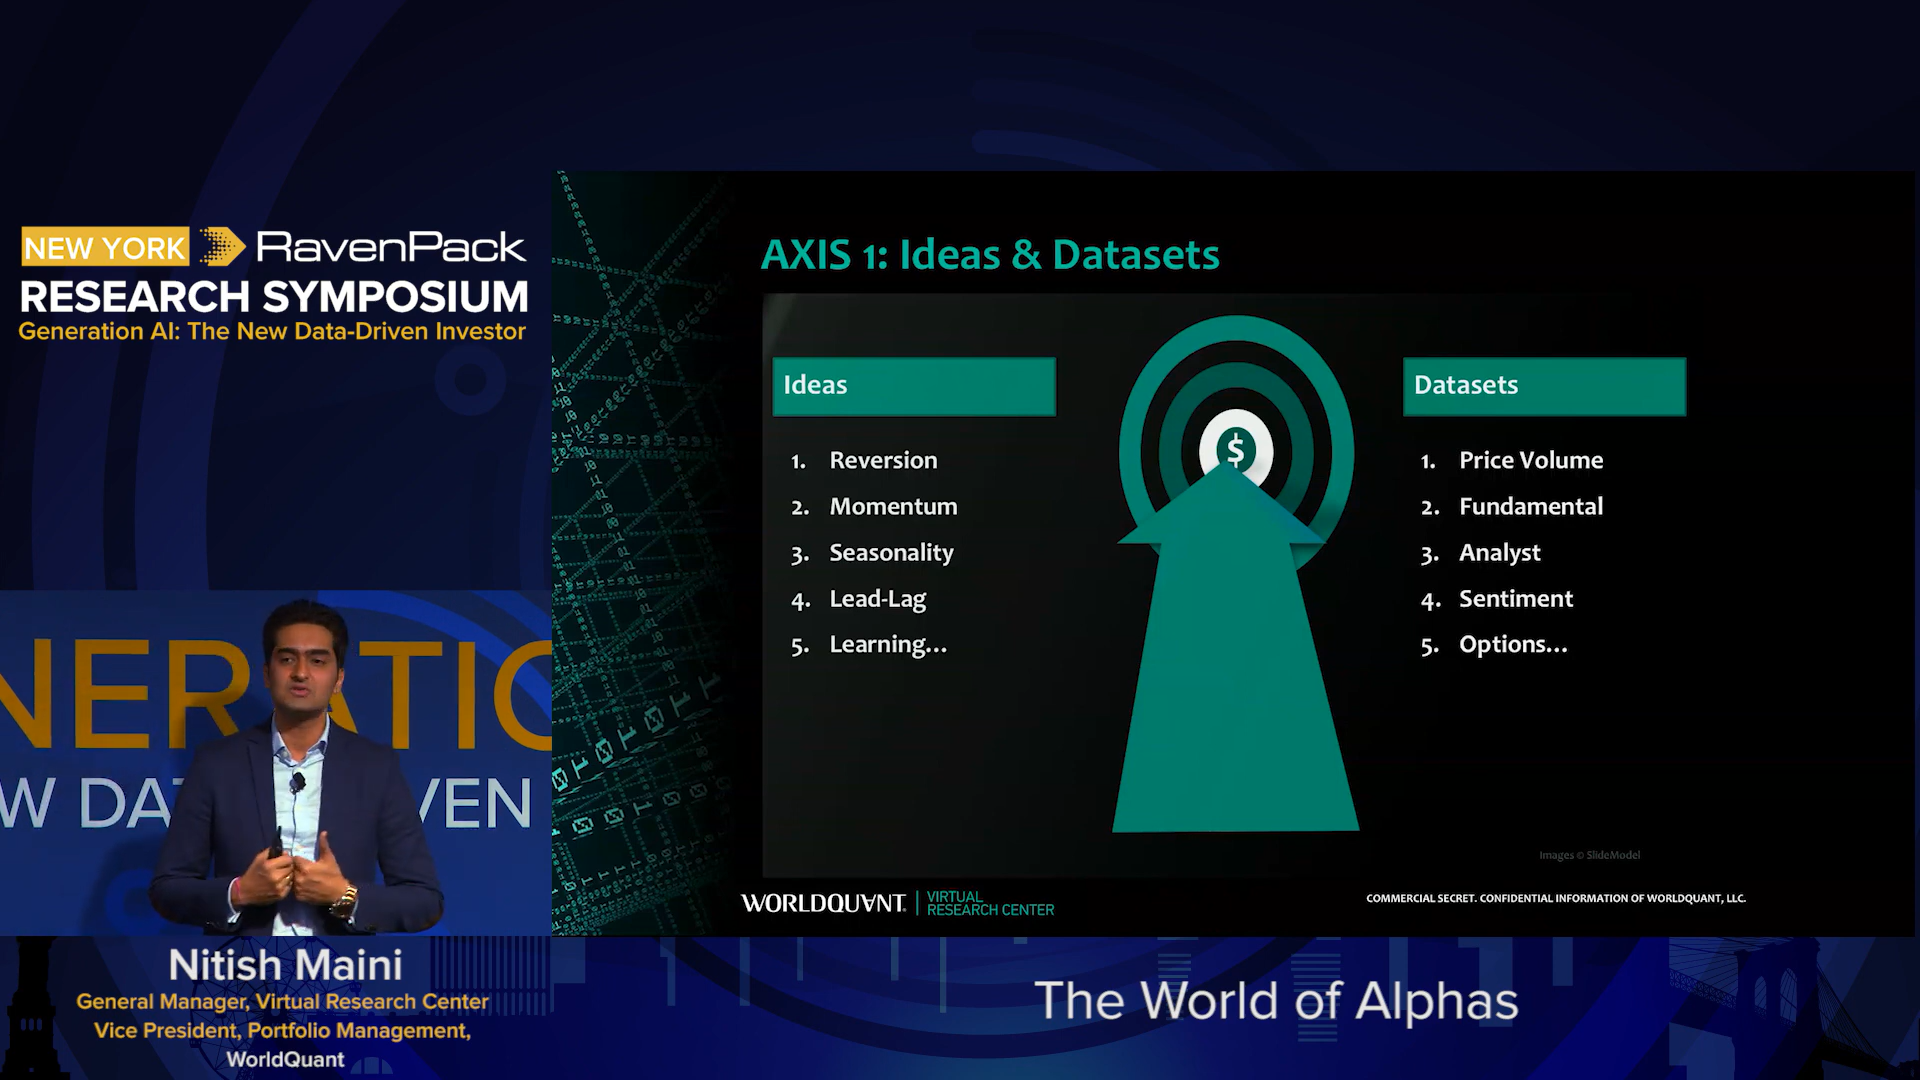 NEW YORK RavenPack
RESEARCH SYMPOSIUM
Generation AI: The New Data-Driven Investor
AXIS 1: Ideas & Datasets
Ideas
1. Reversion
2. Momentum
3. Seasonality
4. Lead-Lag
5. Learning...
$
Datasets
1. Price Volume
2. Fundamental
3. Analyst
4. Sentiment
5. Options...
Images © SlideModel
WORLDQUANT | VIRTUAL
RESEARCH CENTER
COMMERCIAL SECRET. CONFIDENTIAL INFORMATION OF WORLDQUANT, LLC.
NERATIO
W DA VEN
Nitish Maini
General Manager, Virtual Research Center
Vice President, Portfolio Management,
WorldQuant
The World of Alphas